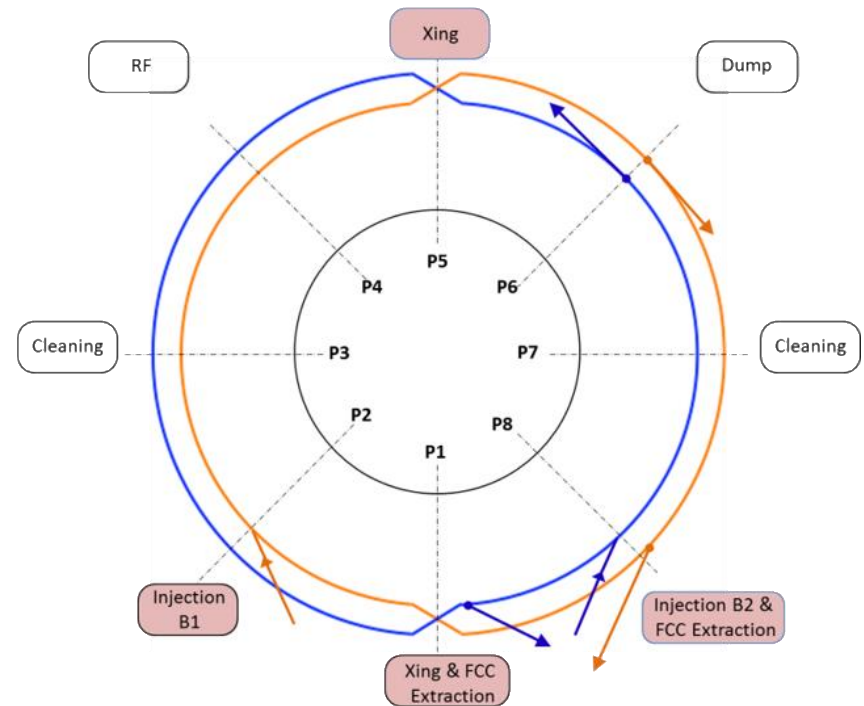 Xing
RF
Dump
P5
P4
P6
Cleaning
P3
P7
Cleaning
P2
P8
P1
Injection
B1
Injection B2 &
FCC Extraction
Xing & FCC
Extraction